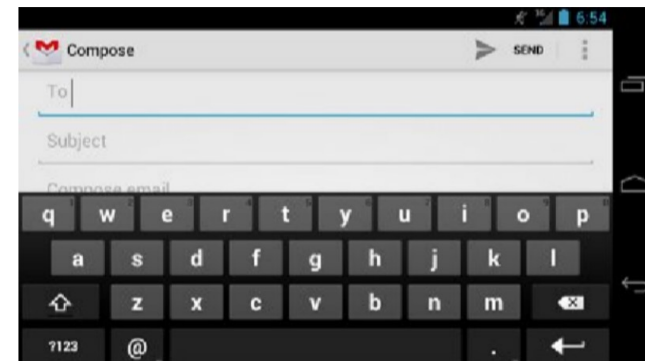 6:54
Compose SEND
To
Subject
Compose email
q w e r t y u i o p
a s d f g h j k l
z x c v b n m
?123 @ .